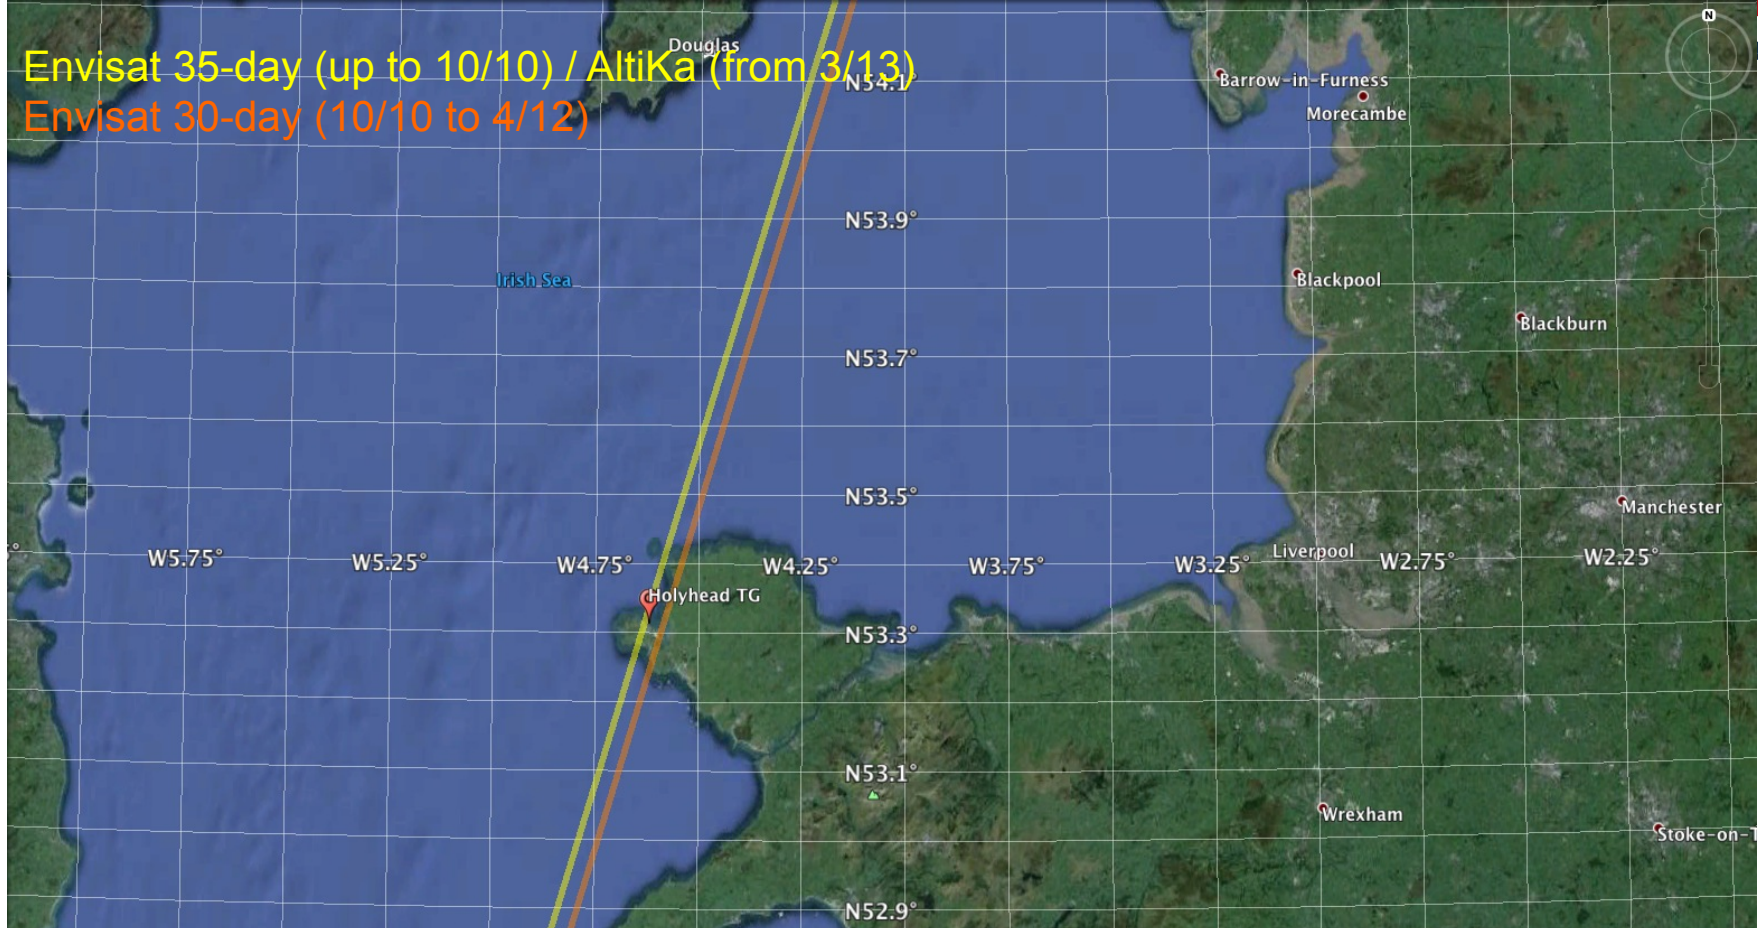 N
Douglas
Envisat 35-day (up to 10/10) / AltiKa (from 3/13)
N54.1°
Barrow-in-Furness
Envisat 30-day (10/10 to 4/12)
Morecambe
N53.9°
Irish Sea
Blackpool
Blackburn
N53.7°
N53.5°
Manchester
W5.75°
W5.25°
W4.75°
W4.25°
W3.75°
W3.25°
Liverpool
W2.75°
W2.25°
Holyhead TG
N53.3°
N53.1°
Wrexham
Stoke-on-T
N52.9°